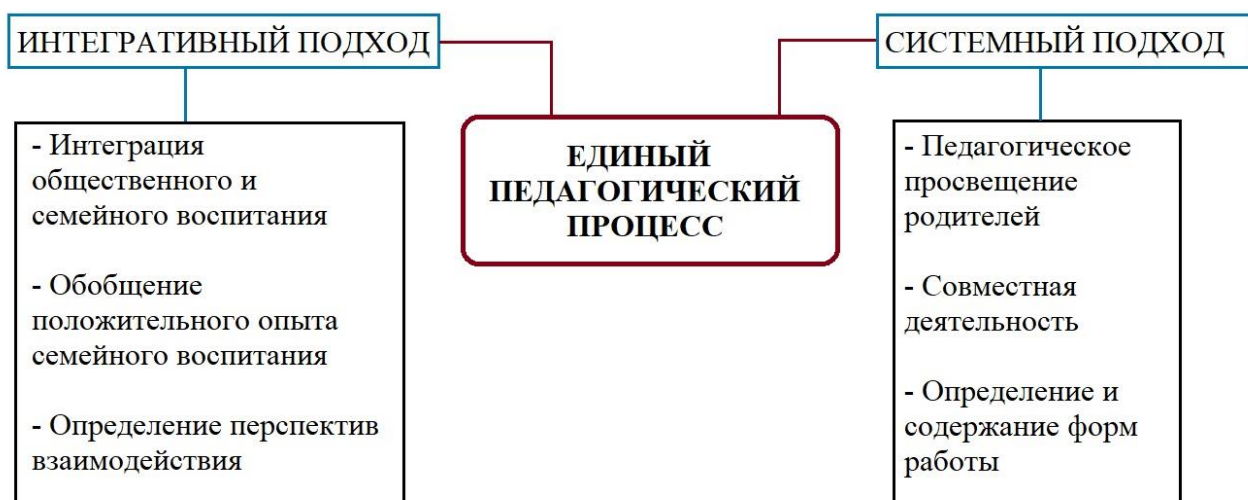 ИНТЕГРАТИВНЫЙ ПОДХОД
- Интеграция
общественного и
семейного воспитания
- Обобщение
положительного опыта
семейного воспитания
- Определение перспектив
взаимодействия
ЕДИНЫЙ
ПЕДАГОГИЧЕСКИЙ
ПРОЦЕСС
СИСТЕМНЫЙ ПОДХОД
- Педагогическое
просвещение
родителей
- Совместная
деятельность
- Определение и
содержание форм
работы